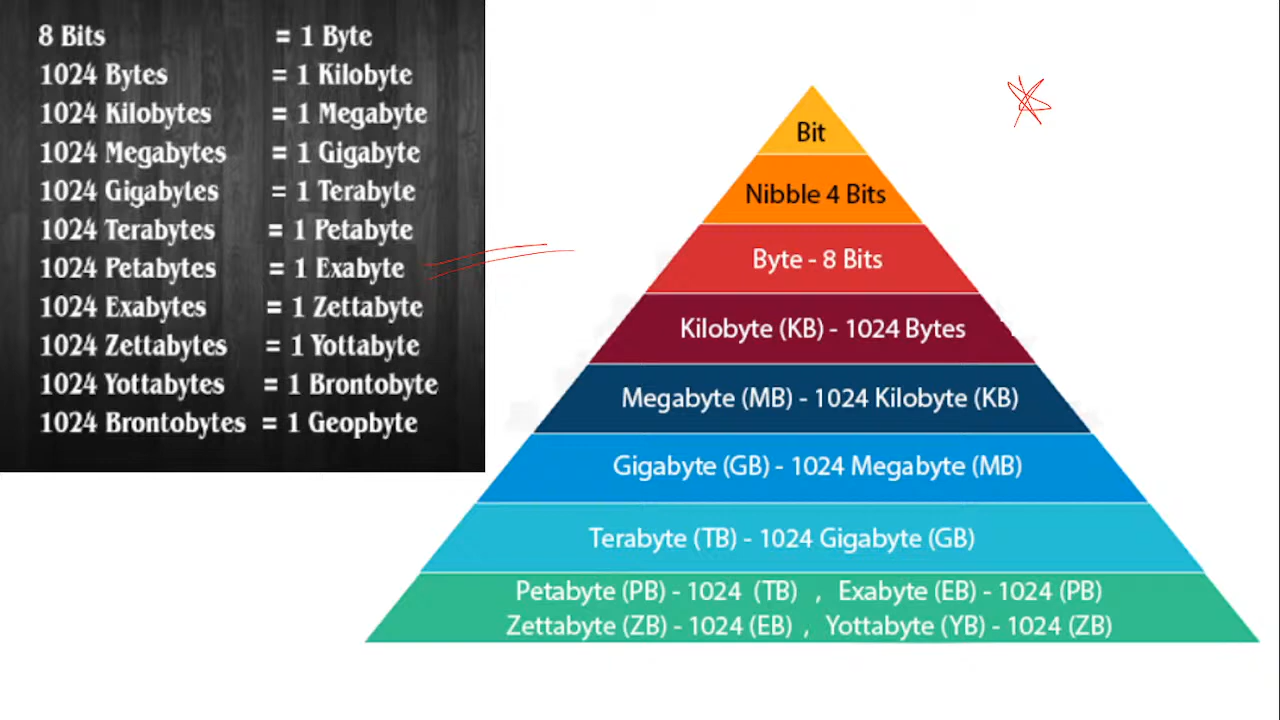 8 Bits = 1 Byte
1024 Bytes = 1 Kilobyte
1024 Kilobytes = 1 Megabyte
1024 Megabytes = 1 Gigabyte
1024 Gigabytes = 1 Terabyte
1024 Terabytes = 1 Petabyte
1024 Petabytes = 1 Exabyte
1024 Exabytes = 1 Zettabyte
1024 Zettabytes = 1 Yottabyte
1024 Yottabytes = 1 Brontobyte
1024 Brontobytes = 1 Geopbyte
Bit
Nibble 4 Bits
Byte - 8 Bits
Kilobyte (KB) - 1024 Bytes
Megabyte (MB) - 1024 Kilobyte (KB)
Gigabyte (GB) - 1024 Megabyte (MB)
Terabyte (TB) - 1024 Gigabyte (GB)
Petabyte (PB) - 1024 (TB) , Exabyte (EB) - 1024 (PB)
Zettabyte (ZB) - 1024 (EB) , Yottabyte (YB) - 1024 (ZB)